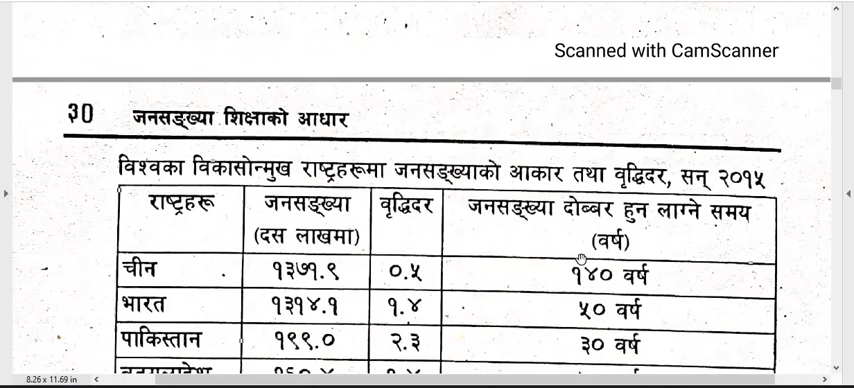 Scanned with CamScanner
३० जनसङ्ख्या शिक्षाको आधार
विश्वका विकासोन्मुख राष्ट्रहरूमा जनसङ्ख्याको आकार तथा वृद्धिदर, सन् २०१५
राष्ट्रहरू जनसङ्ख्या (दस लाखमा) वृद्धिदर जनसङ्ख्या दोब्बर हुन लाग्ने समय (वर्ष)
चीन १३७१.९ ०.५ १४० वर्ष
भारत १३१४.१ १.४ ५० वर्ष
पाकिस्तान १९९.० २.३ ३० वर्ष
8.26 x 11.69 in